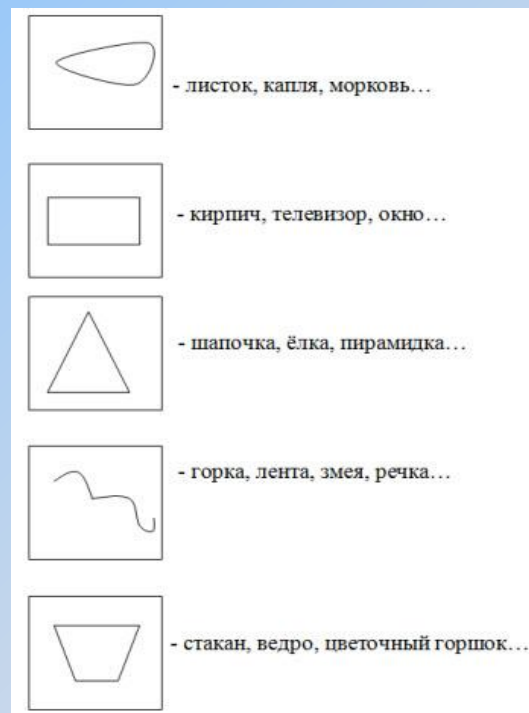 - листок, капля, морковь…
- кирпич, телевизор, окно…
- шапочка, ёлка, пирамидка…
- горка, лента, змея, речка…
- стакан, ведро, цветочный горшок…